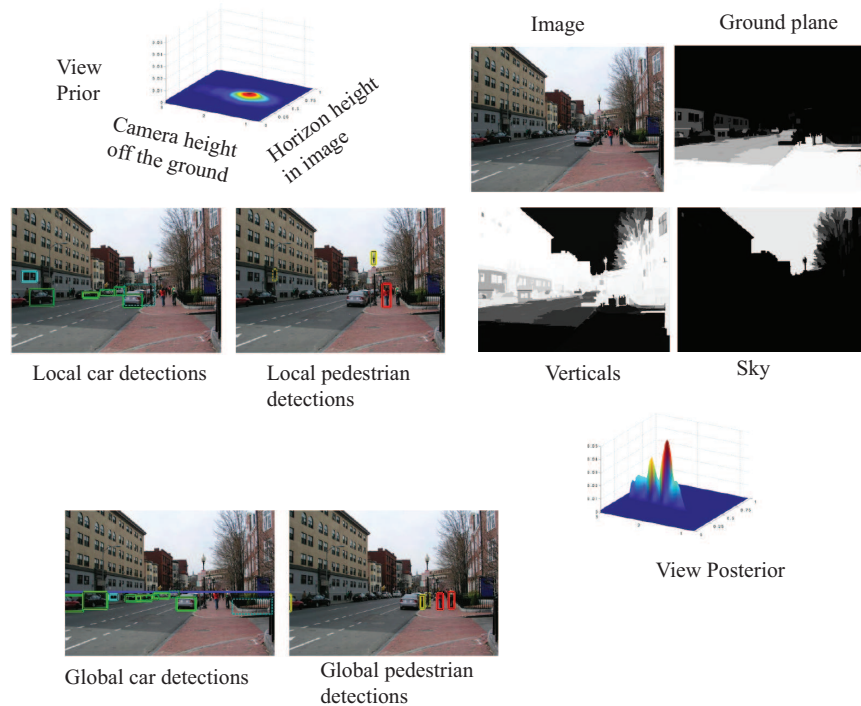 Image
Ground plane
View
Prior
Camera height
off the ground
Horizon height
in image
Local car detections
Local pedestrian
detections
Verticals
Sky
View Posterior
Global car detections
Global pedestrian
detections